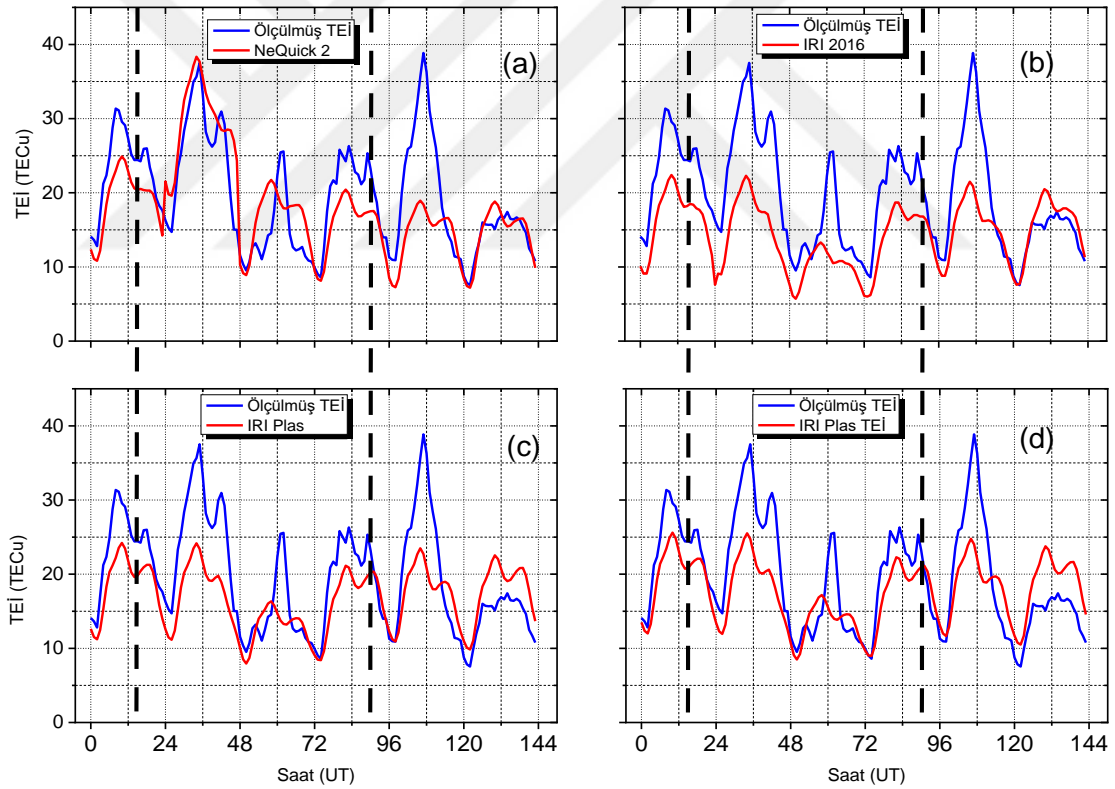 Ölçülmüş TEİ
NeQuick 2
(a)
Ölçülmüş TEİ
IRI 2016
(b)
40
30
20
10
0
TEİ (TECu)
Ölçülmüş TEİ
IRI Plas
(c)
Ölçülmüş TEİ
IRI Plas TEİ
(d)
40
30
20
10
0
TEİ (TECu)
0 24 48 72 96 120 144
0 24 48 72 96 120 144
Saat (UT)
Saat (UT)